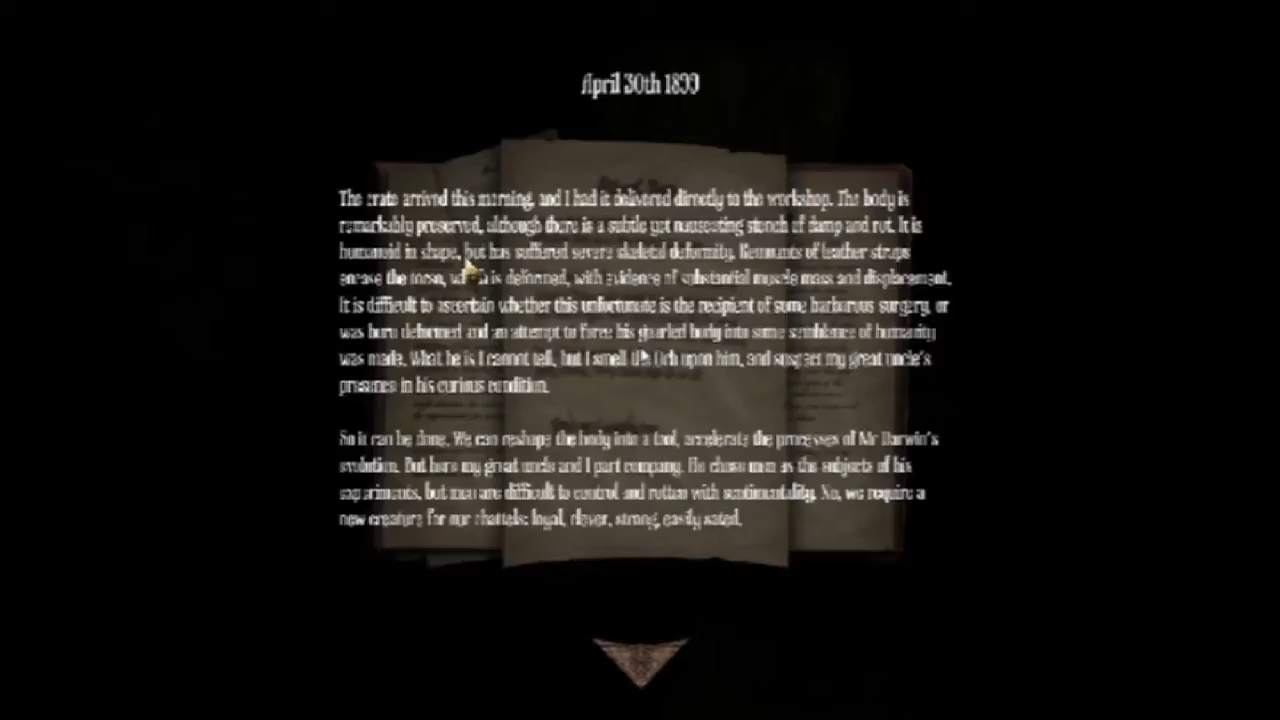 April 30th 1899
The crate arrived this morning, and I had it delivered directly to the workshop. The body is
remarkably preserved, although there is a subtle yet nauseating stench of damp and rot. It is
humanoid in shape, but has suffered severe skeletal deformity. Remnants of leather straps
encase the torso, which is deformed, with evidence of substantial muscle mass and displacement.
It is difficult to ascertain whether this unfortunate is the recipient of some barbarous surgery, or
was born deformed and an attempt to force his gnarled body into some semblance of humanity
was made. What he is I cannot tell, but I smell the Orb upon him, and suspect my great uncle's
presence in his curious condition.
So it can be done. We can reshape the body into a tool, accelerate the processes of Mr Darwin's
evolution. But here my great uncle and I part company. He chose men as the subjects of his
experiments, but men are difficult to control and rotten with sentimentality. No, we require a
new creature for our chattels: loyal, clever, strong, easily sated.